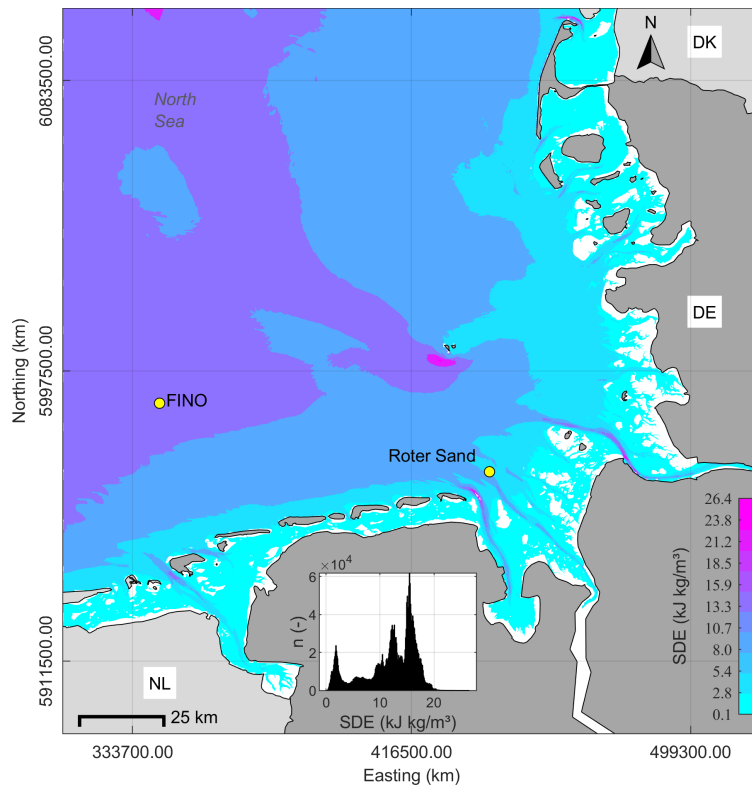 N
DK
6083500.00
North
Sea
DE
Northing (km)
5997500.00
FINO
Roter Sand
26.4
23.8
21.2
18.5
15.9
13.3
10.7
8.0
5.4
2.8
0.1
SDE (kJ kg/m³)
×10⁴
6
4
2
0
n (-)
0
10
20
SDE (kJ kg/m³)
5911500.00
NL
25 km
333700.00
416500.00
499300.00
Easting (km)